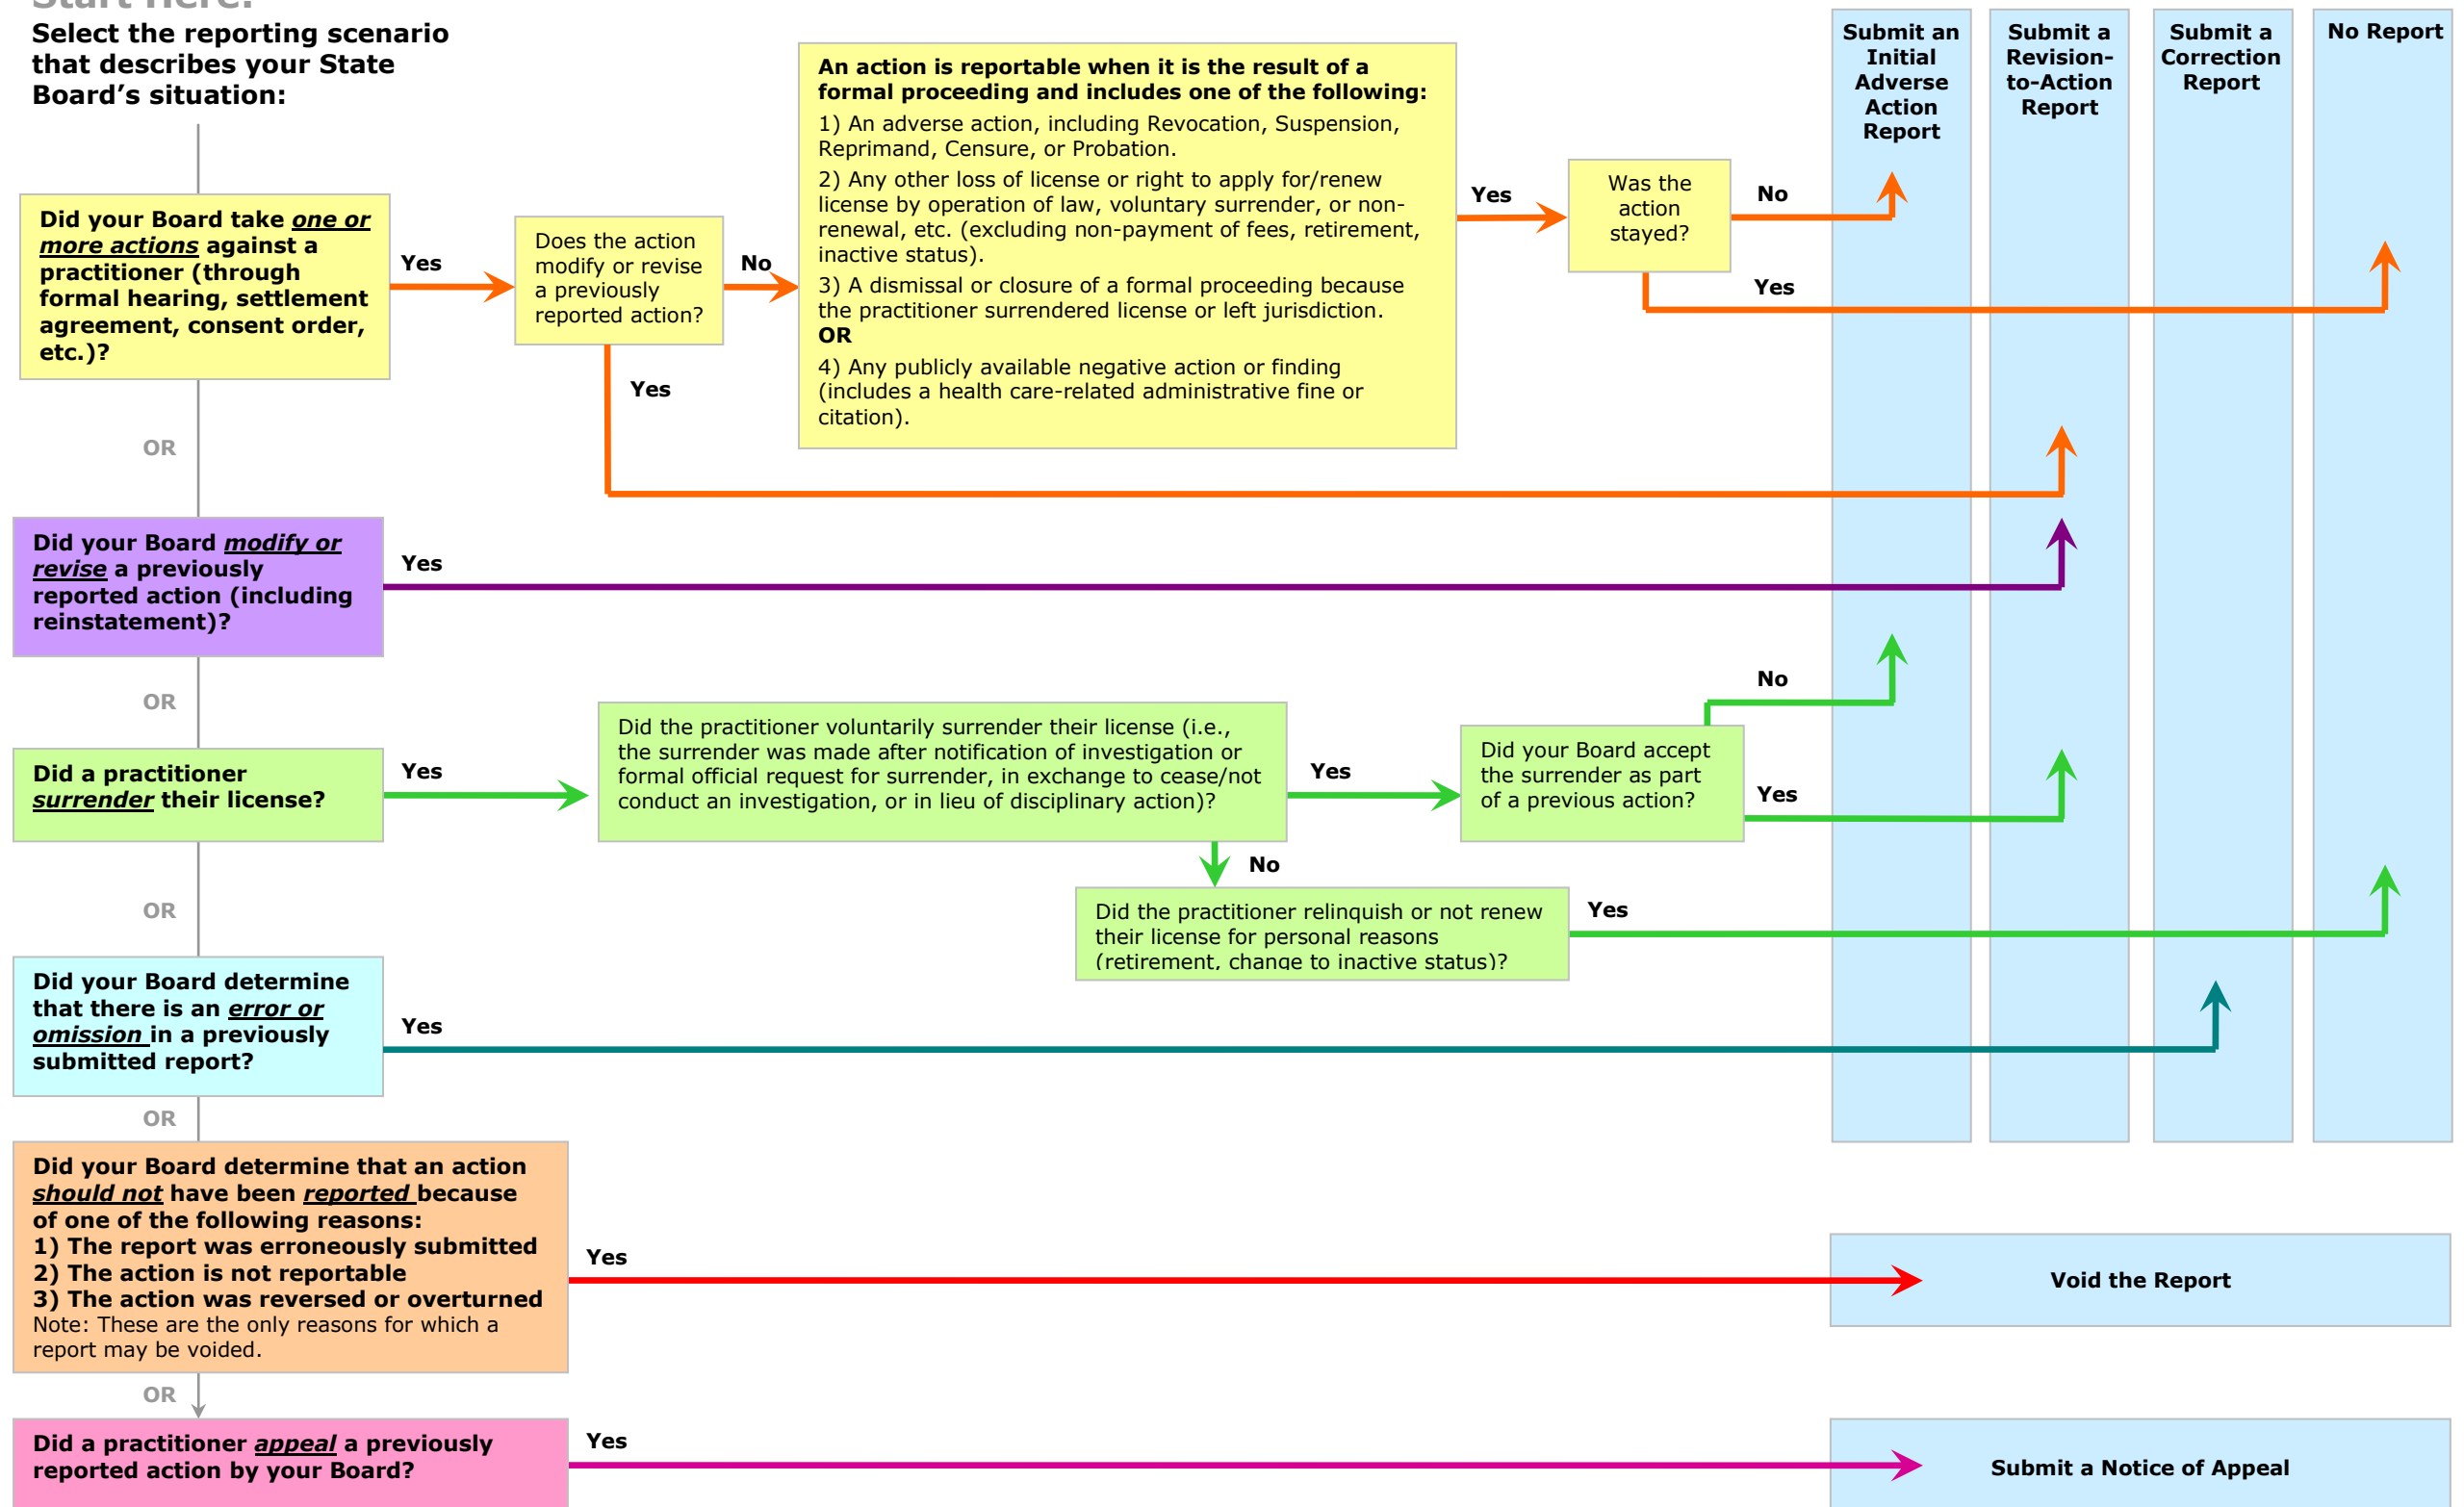 Start here:
Select the reporting scenario
that describes your State
Board's situation:
Submit an
Initial
Adverse
Action
Report
Submit a
Revision-
to-Action
Report
Submit a
Correction
Report
No Report
Did your Board take one or
more actions against a
practitioner (through
formal hearing, settlement
agreement, consent order,
etc.)?
Yes
Does the action
modify or revise
a previously
reported action?
No
Yes
An action is reportable when it is the result of a
formal proceeding and includes one of the following:
1) An adverse action, including Revocation, Suspension,
Reprimand, Censure, or Probation.
2) Any other loss of license or right to apply for/renew
license by operation of law, voluntary surrender, or non-
renewal, etc. (excluding non-payment of fees, retirement,
inactive status).
3) A dismissal or closure of a formal proceeding because
the practitioner surrendered license or left jurisdiction.
OR
4) Any publicly available negative action or finding
(includes a health care-related administrative fine or
citation).
Yes
Was the
action
stayed?
No
Yes
OR
Did your Board modify or
revise a previously
reported action (including
reinstatement)?
Yes
OR
Did a practitioner
surrender their license?
Yes
Did the practitioner voluntarily surrender their license (i.e.,
the surrender was made after notification of investigation or
formal official request for surrender, in exchange to cease/not
conduct an investigation, or in lieu of disciplinary action)?
Yes
Did your Board accept
the surrender as part
of a previous action?
No
Yes
No
Did the practitioner relinquish or not renew
their license for personal reasons
(retirement, change to inactive status)?
Yes
OR
Did your Board determine
that there is an error or
omission in a previously
submitted report?
Yes
OR
Did your Board determine that an action
should not have been reported because
of one of the following reasons:
1) The report was erroneously submitted
2) The action is not reportable
3) The action was reversed or overturned
Note: These are the only reasons for which a
report may be voided.
Yes
Void the Report
OR
Did a practitioner appeal a previously
reported action by your Board?
Yes
Submit a Notice of Appeal